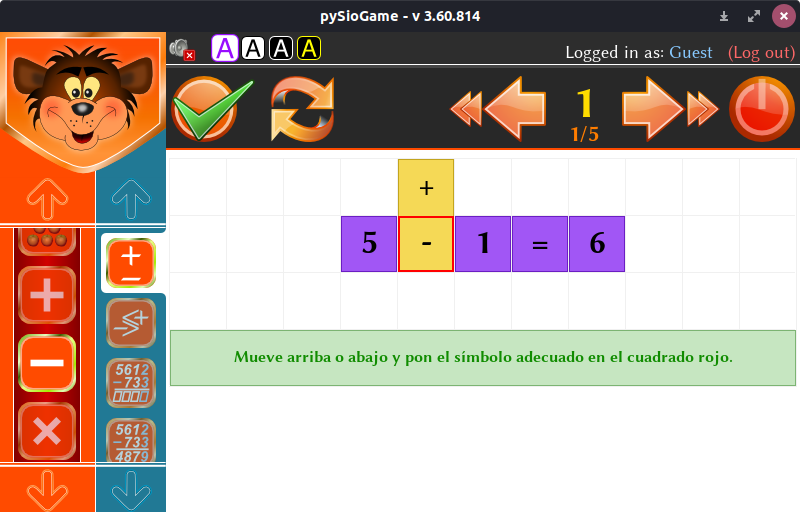 pySioGame - v 3.60.814
A A A A
Logged in as: Guest (Log out)
1
1/5
+
5 - 1 = 6
Mueve arriba o abajo y pon el símbolo adecuado en el cuadrado rojo.
+
−
+
−
×
≤+
5612
-733
5612
-733
4879